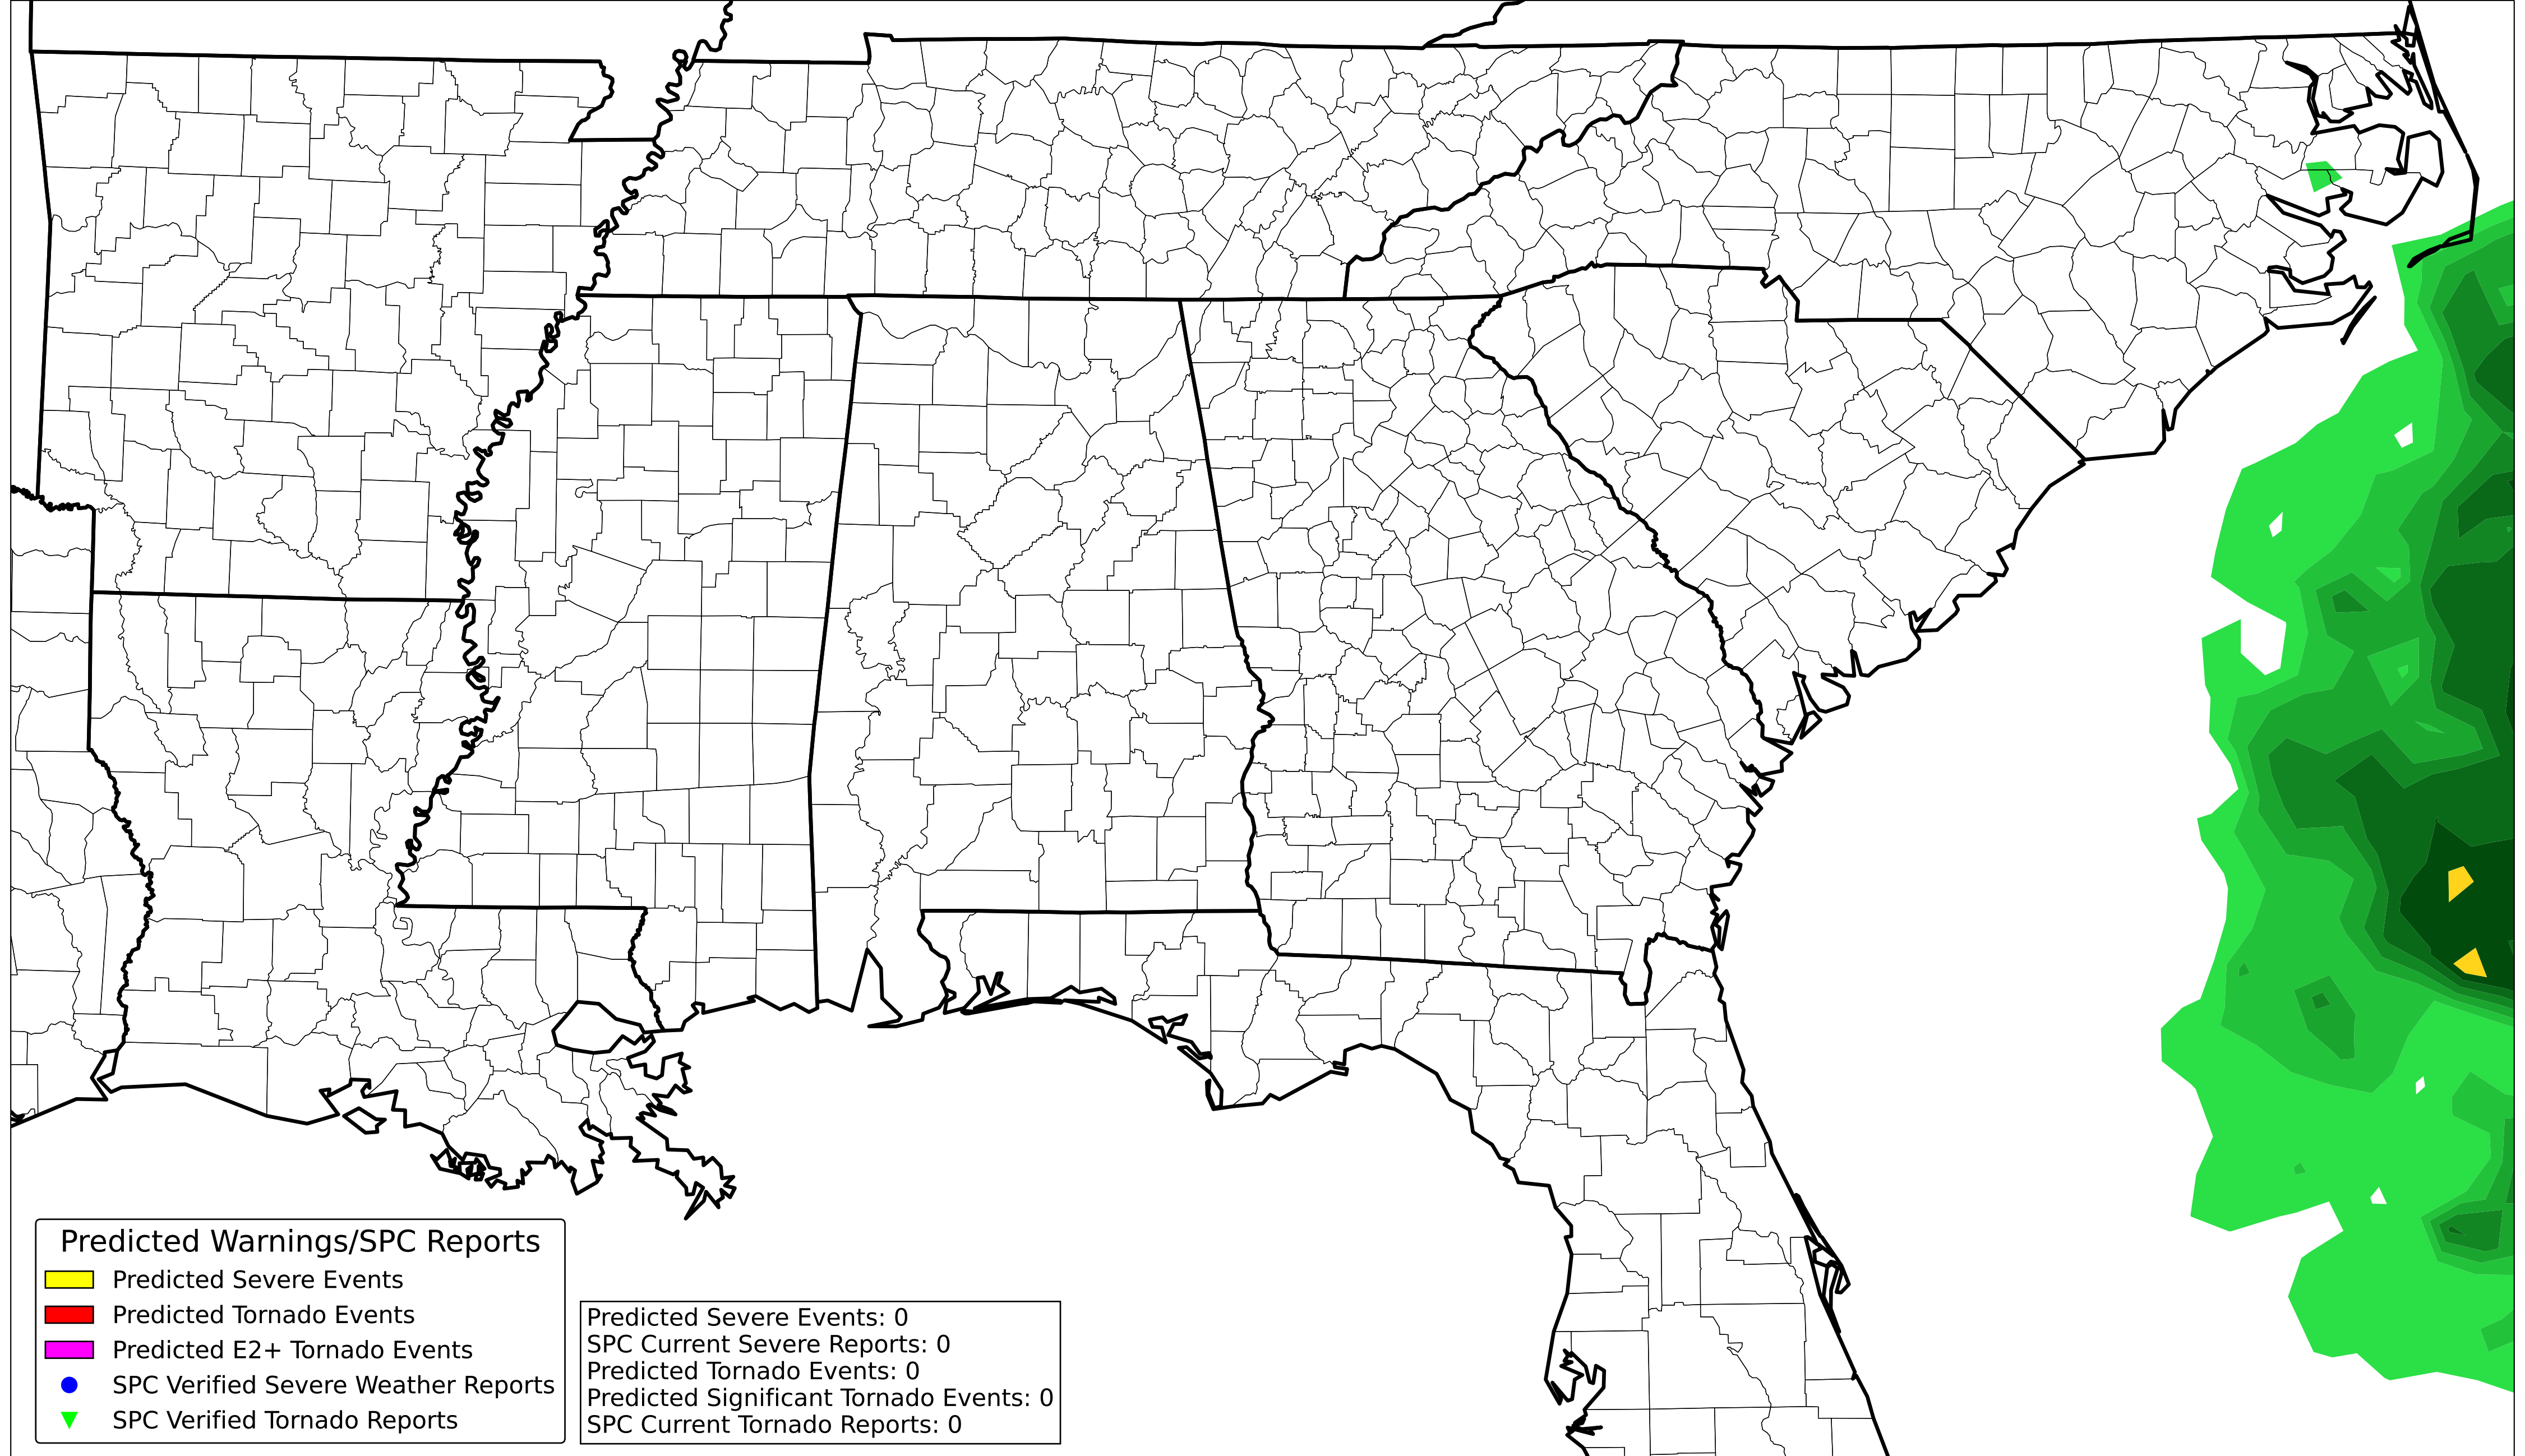 Predicted Warnings/SPC Reports
Predicted Severe Events
Predicted Tornado Events
Predicted E2+ Tornado Events
SPC Verified Severe Weather Reports
SPC Verified Tornado Reports
Predicted Severe Events: 0
SPC Current Severe Reports: 0
Predicted Tornado Events: 0
Predicted Significant Tornado Events: 0
SPC Current Tornado Reports: 0